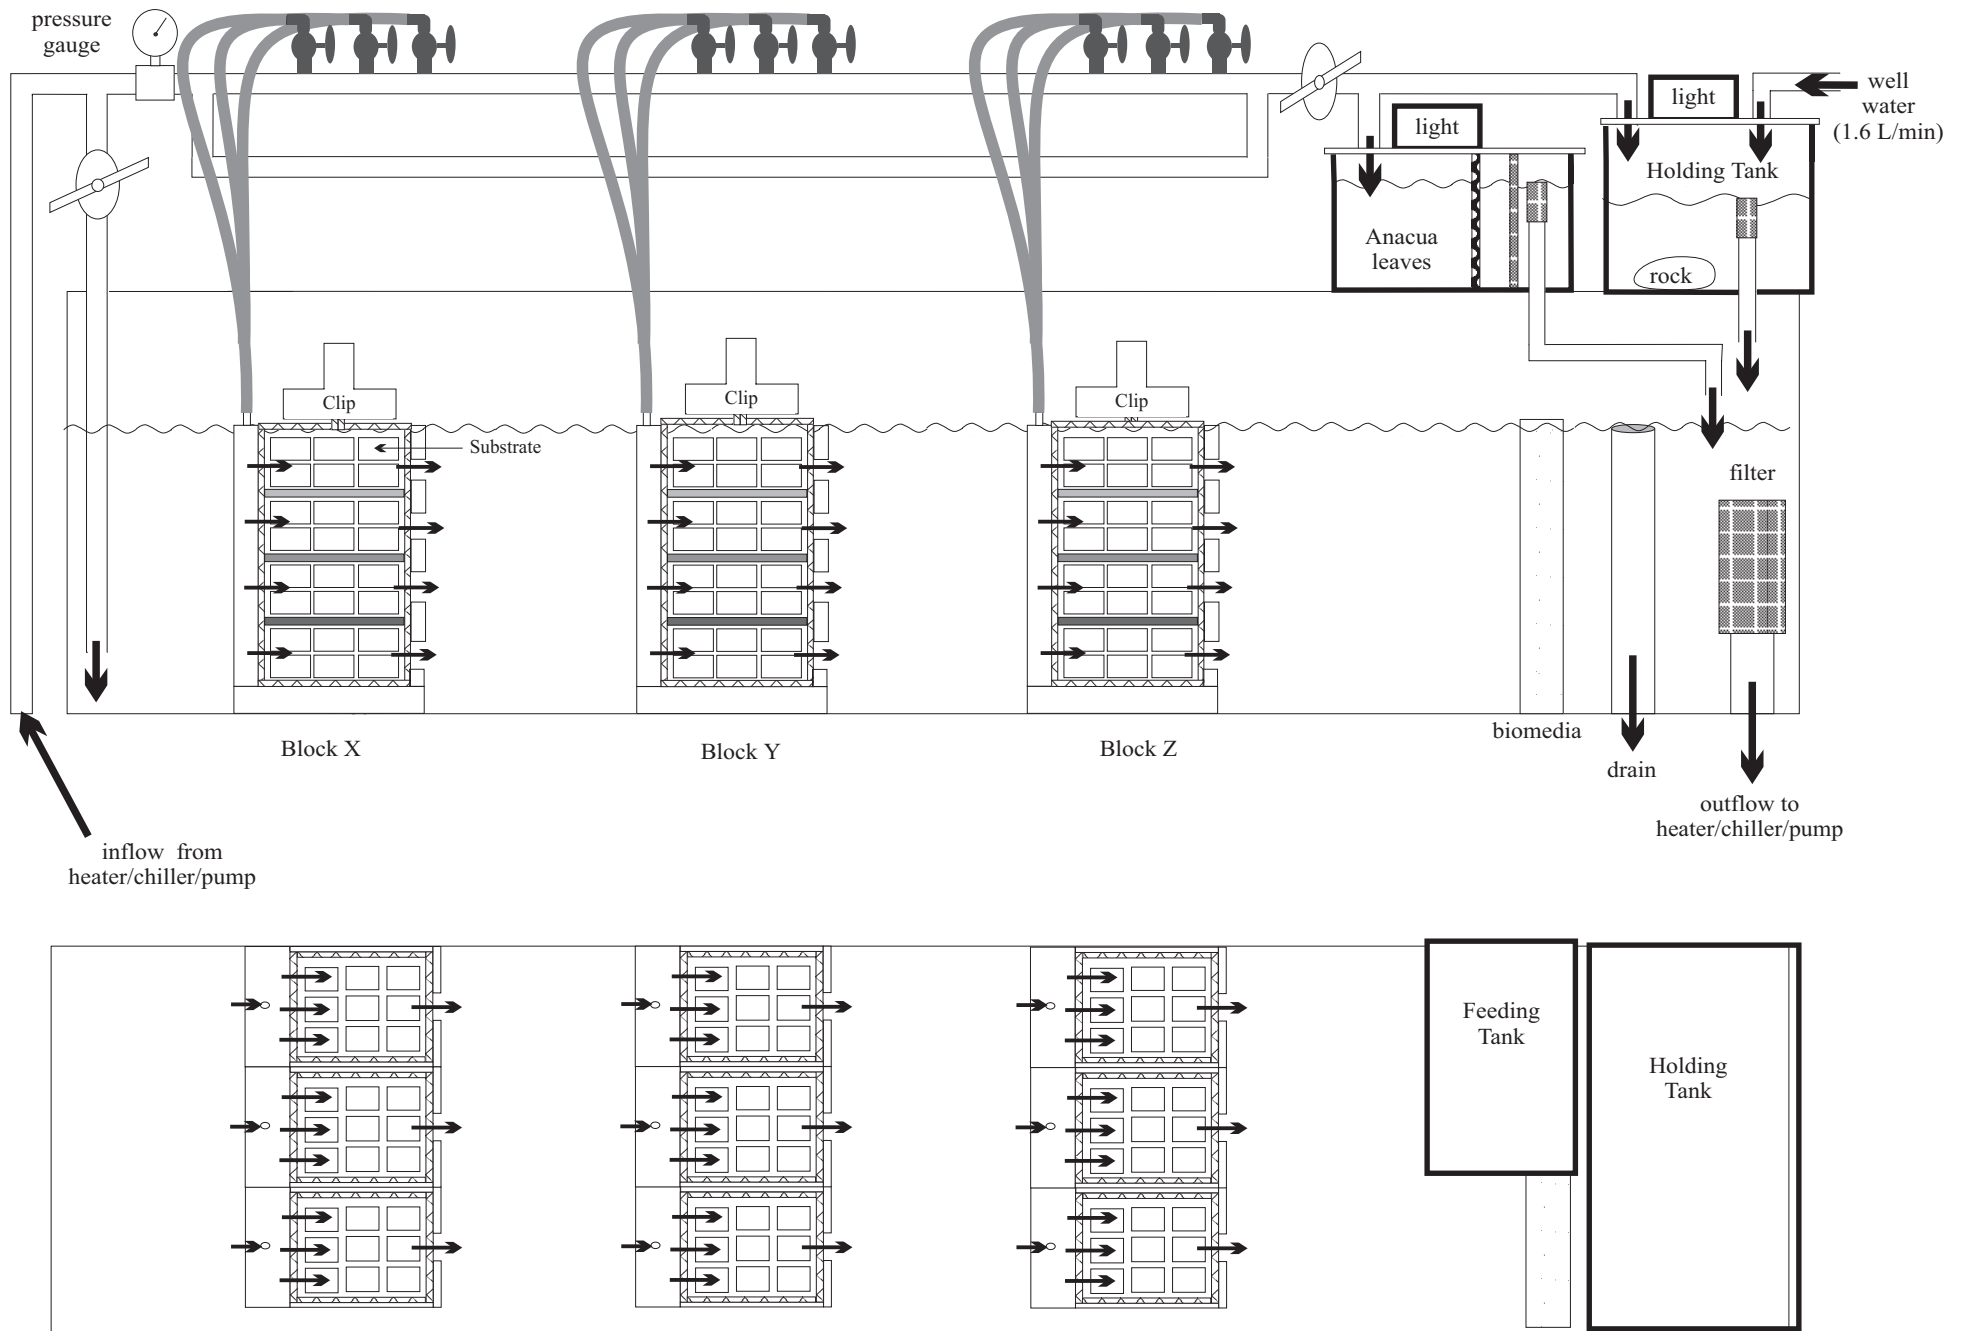 pressure
gauge
light
well
water
(1.6 L/min)
light
Holding Tank
Anacua
leaves
rock
Clip
Clip
Clip
Substrate
filter
biomedia
Block X
Block Y
Block Z
drain
outflow to
heater/chiller/pump
inflow from
heater/chiller/pump
Feeding
Tank
Holding
Tank